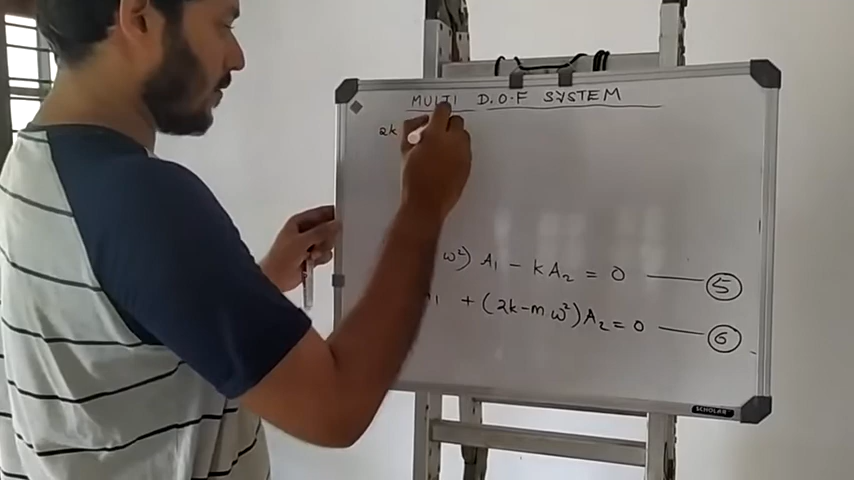 MULTI D.O.F SYSTEM
2k
ω²) A₁ - kA₂ = 0 ⑤
+ (2k-mω²)A₂ = 0 ⑥
SCHOLAR